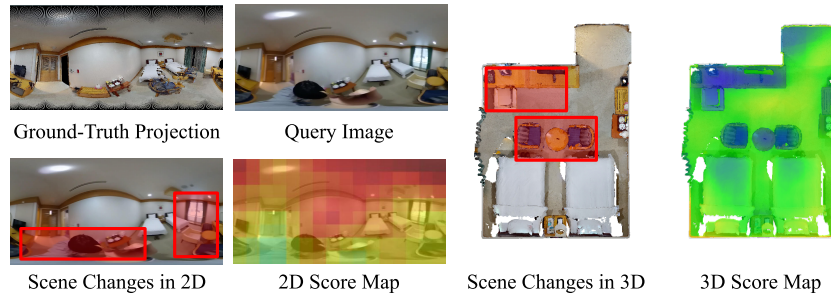 Ground-Truth Projection
Query Image
Scene Changes in 2D
2D Score Map
Scene Changes in 3D
3D Score Map